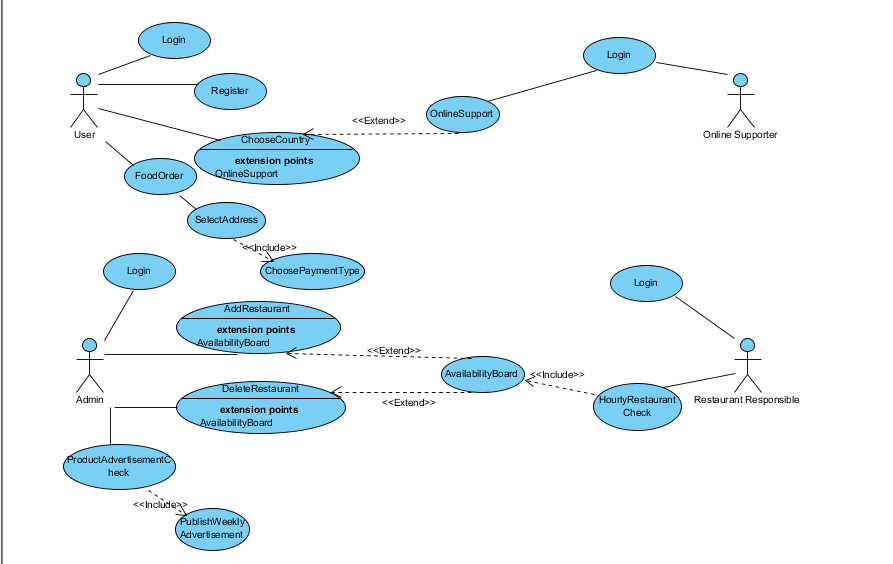 Login
Login
Register
OnlineSupport
<<Extend>>
User
Online Supporter
ChooseCountry
extension points
OnlineSupport
FoodOrder
SelectAddress
<<Include>>
ChoosePaymentType
Login
Login
AddRestaurant
extension points
AvailabilityBoard
<<Extend>>
AvailabilityBoard
<<Include>>
Admin
DeleteRestaurant
extension points
AvailabilityBoard
<<Extend>>
HourlyRestaurant
Check
Restaurant Responsible
ProductAdvertisementC
heck
<<Include>>
PublishWeekly
Advertisement